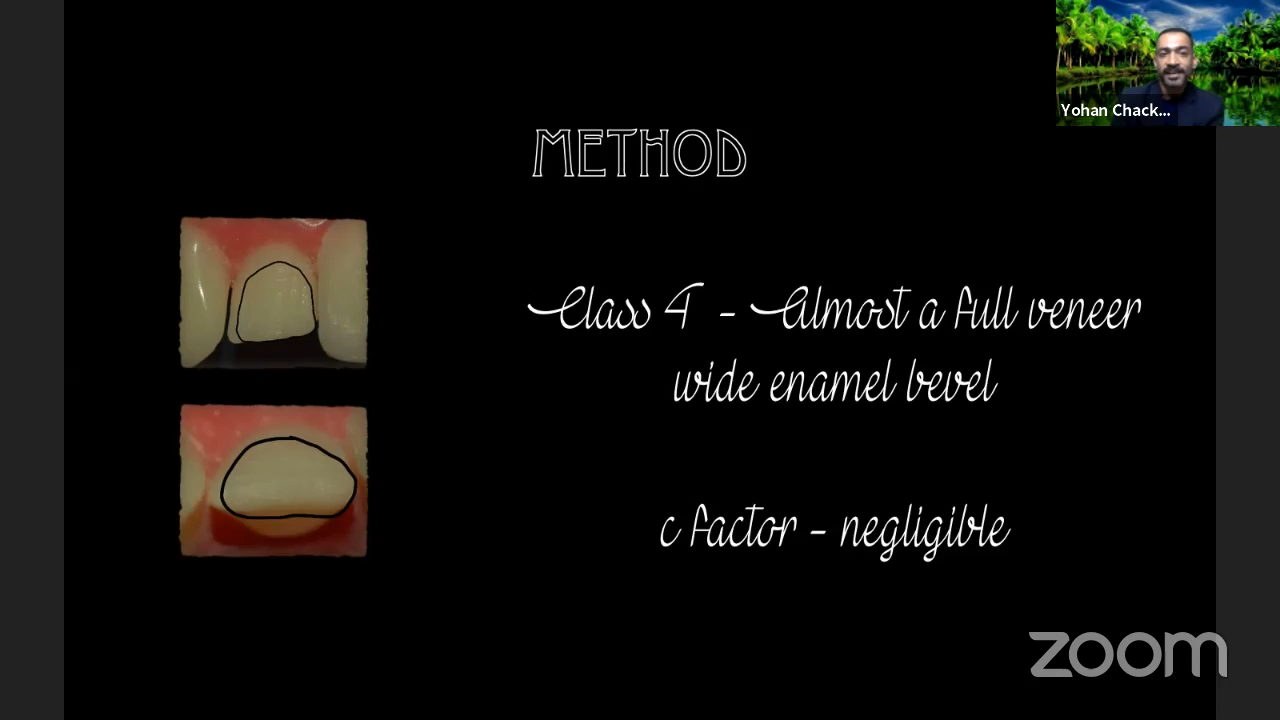 Yohan Chack...
METHOD
Class 4 - Almost a full veneer
wide enamel bevel
c factor - negligible
zoom